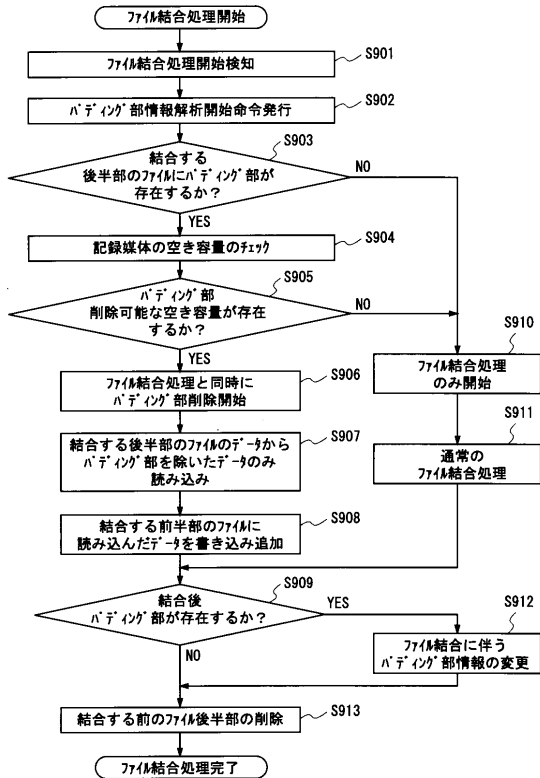 ファイル結合処理開始
ファイル結合処理開始検知
S901
パディング部情報解析開始命令発行
S902
S903
結合する
後半部のファイルにパディング部が
存在するか？
NO
YES
記録媒体の空き容量のチェック
S904
S905
パディング部
削除可能な空き容量が存在
するか？
NO
YES
S910
ファイル結合処理
のみ開始
ファイル結合処理と同時に
パディング部削除開始
S906
S911
通常の
ファイル結合処理
結合する後半部のファイルのデータから
パディング部を除いたデータのみ
読み込み
S907
結合する前半部のファイルに
読み込んだデータを書き込み追加
S908
S909
結合後
パディング部が存在するか？
YES
NO
S912
ファイル結合に伴う
パディング部情報の変更
結合する前のファイル後半部の削除
S913
ファイル結合処理完了